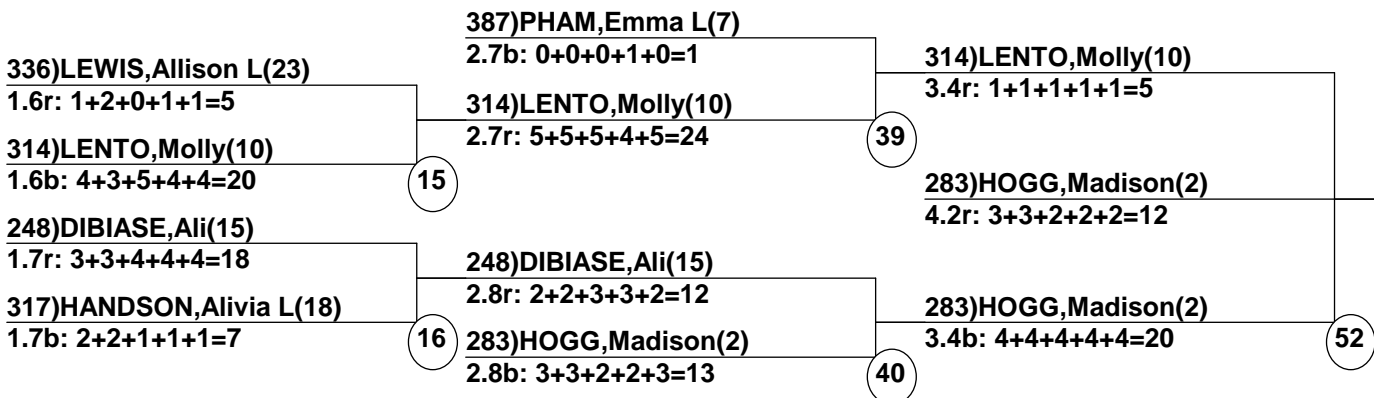 336)LEWIS,Allison L(23)
1.6r: 1+2+0+1+1=5
314)LENTO,Molly(10)
1.6b: 4+3+5+4+4=20
15
248)DIBIASE,Ali(15)
1.7r: 3+3+4+4+4=18
317)HANDSON,Alivia L(18)
1.7b: 2+2+1+1+1=7
16
387)PHAM,Emma L(7)
2.7b: 0+0+0+1+0=1
314)LENTO,Molly(10)
2.7r: 5+5+5+4+5=24
39
248)DIBIASE,Ali(15)
2.8r: 2+2+3+3+2=12
283)HOGG,Madison(2)
2.8b: 3+3+2+2+3=13
40
314)LENTO,Molly(10)
3.4r: 1+1+1+1+1=5
283)HOGG,Madison(2)
4.2r: 3+3+2+2+2=12
283)HOGG,Madison(2)
3.4b: 4+4+4+4+4=20
52